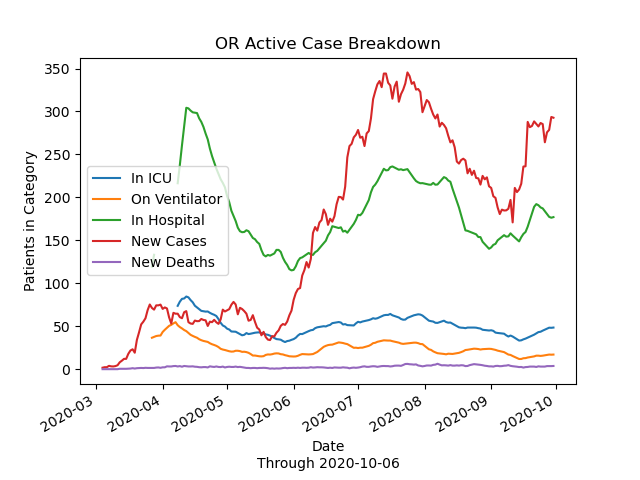 OR Active Case Breakdown
Patients in Category
350
300
250
200
150
100
50
0
In ICU
On Ventilator
In Hospital
New Cases
New Deaths
2020-03
2020-04
2020-05
2020-06
2020-07
2020-08
2020-09
2020-10
Date
Through 2020-10-06